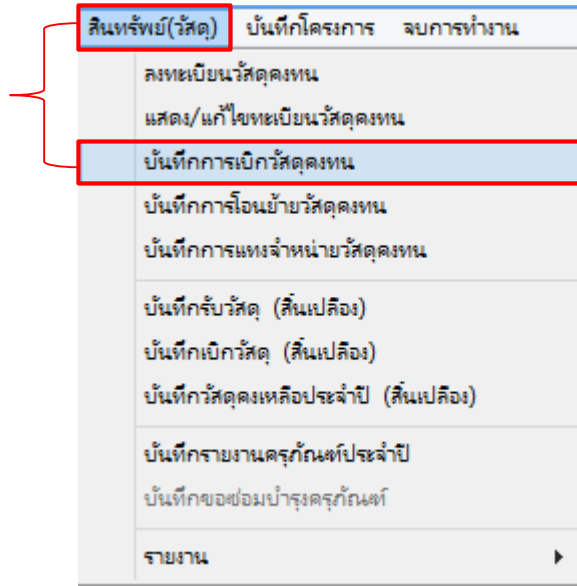 สินทรัพย์(วัสดุ) บันทึกโครงการ จบการทำงาน
ลงทะเบียนวัสดุคงทน
แสดง/แก้ไขทะเบียนวัสดุคงทน
บันทึกการเบิกวัสดุคงทน
บันทึกการโอนย้ายวัสดุคงทน
บันทึกการแทงจำหน่ายวัสดุคงทน
บันทึกรับวัสดุ (สิ้นเปลือง)
บันทึกเบิกวัสดุ (สิ้นเปลือง)
บันทึกวัสดุคงเหลือประจำปี (สิ้นเปลือง)
บันทึกรายงานครุภัณฑ์ประจำปี
บันทึกขอซ่อมบำรุงครุภัณฑ์
รายงาน